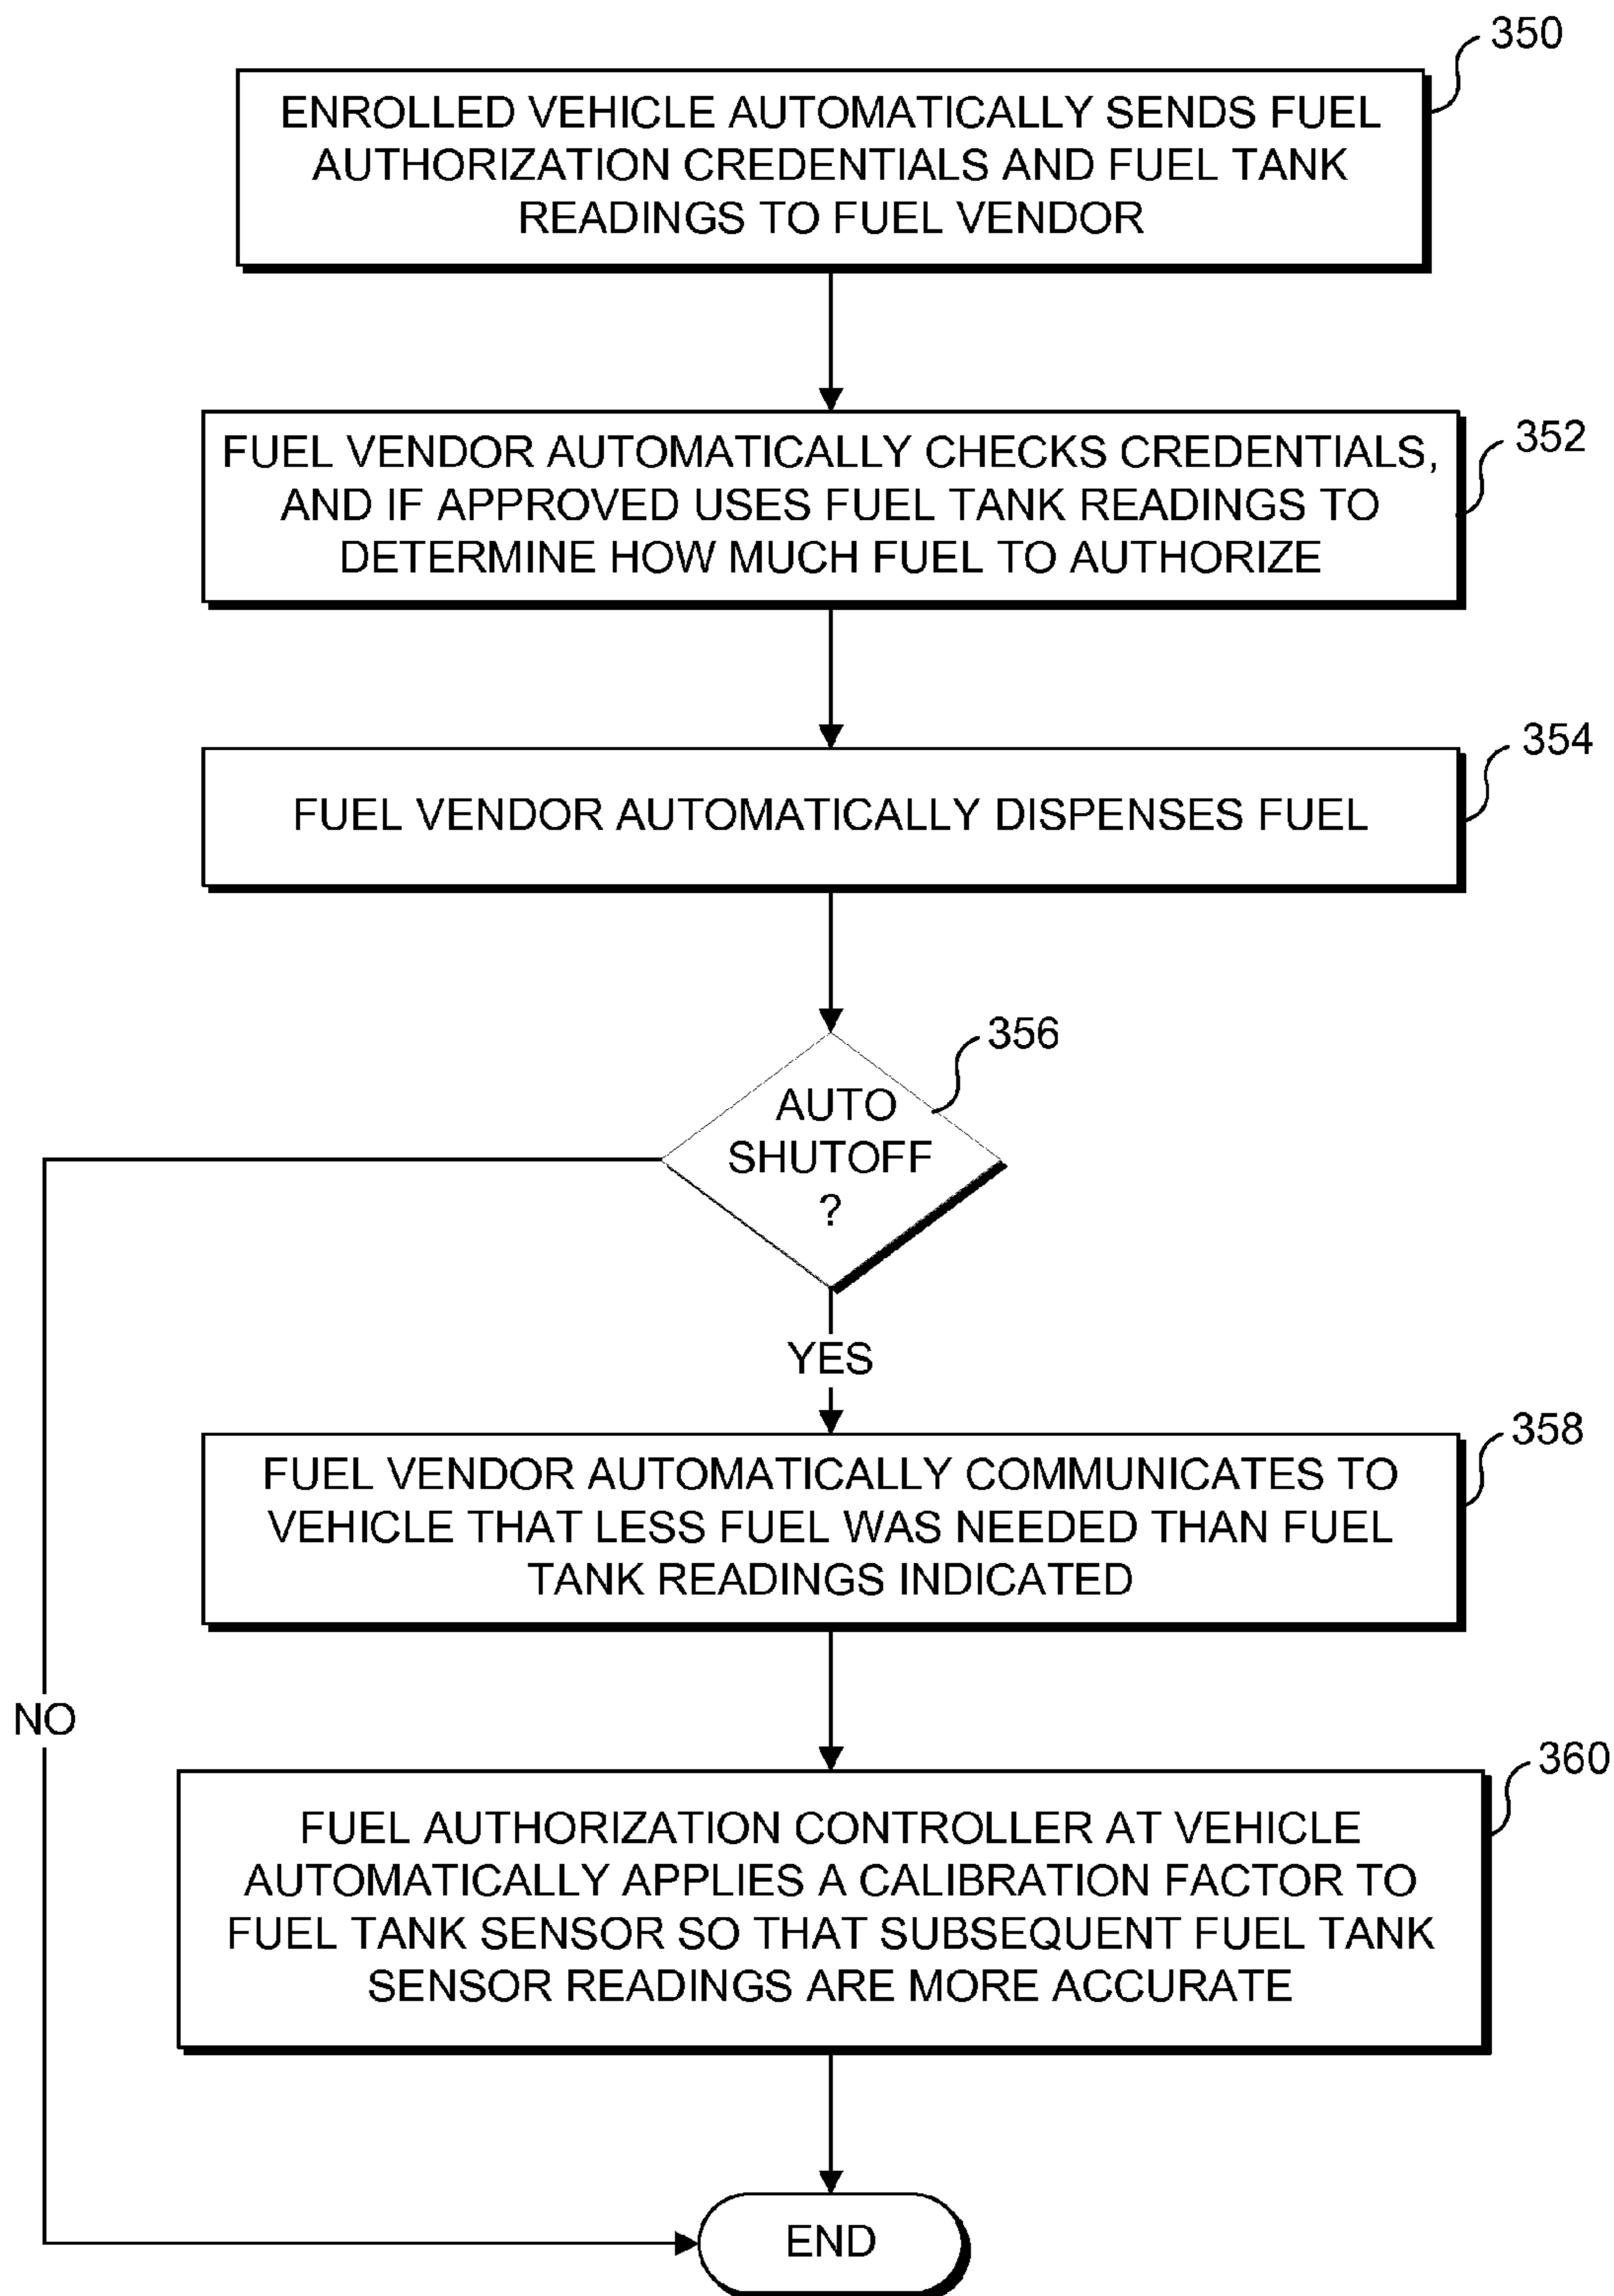 350
ENROLLED VEHICLE AUTOMATICALLY SENDS FUEL
AUTHORIZATION CREDENTIALS AND FUEL TANK
READINGS TO FUEL VENDOR
352
FUEL VENDOR AUTOMATICALLY CHECKS CREDENTIALS,
AND IF APPROVED USES FUEL TANK READINGS TO
DETERMINE HOW MUCH FUEL TO AUTHORIZE
354
FUEL VENDOR AUTOMATICALLY DISPENSES FUEL
356
AUTO
SHUTOFF
?
YES
358
FUEL VENDOR AUTOMATICALLY COMMUNICATES TO
VEHICLE THAT LESS FUEL WAS NEEDED THAN FUEL
TANK READINGS INDICATED
NO
360
FUEL AUTHORIZATION CONTROLLER AT VEHICLE
AUTOMATICALLY APPLIES A CALIBRATION FACTOR TO
FUEL TANK SENSOR SO THAT SUBSEQUENT FUEL TANK
SENSOR READINGS ARE MORE ACCURATE
END